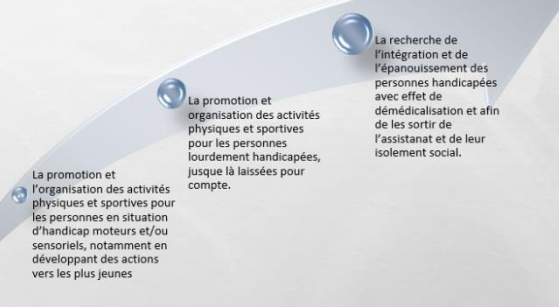 La promotion et
l'organisation des activités
physiques et sportives pour
les personnes en situation
d'handicap moteurs et/ou
sensoriels, notamment en
développant des actions
vers les plus jeunes
La promotion et
organisation des activités
physiques et sportives
pour les personnes
lourdement handicapées,
jusque là laissées pour
compte.
La recherche de
l'intégration et de
l'épanouissement des
personnes handicapées
avec effet de
démédicalisation et afin
de les sortir de
l'assistanat et de leur
isolement social.